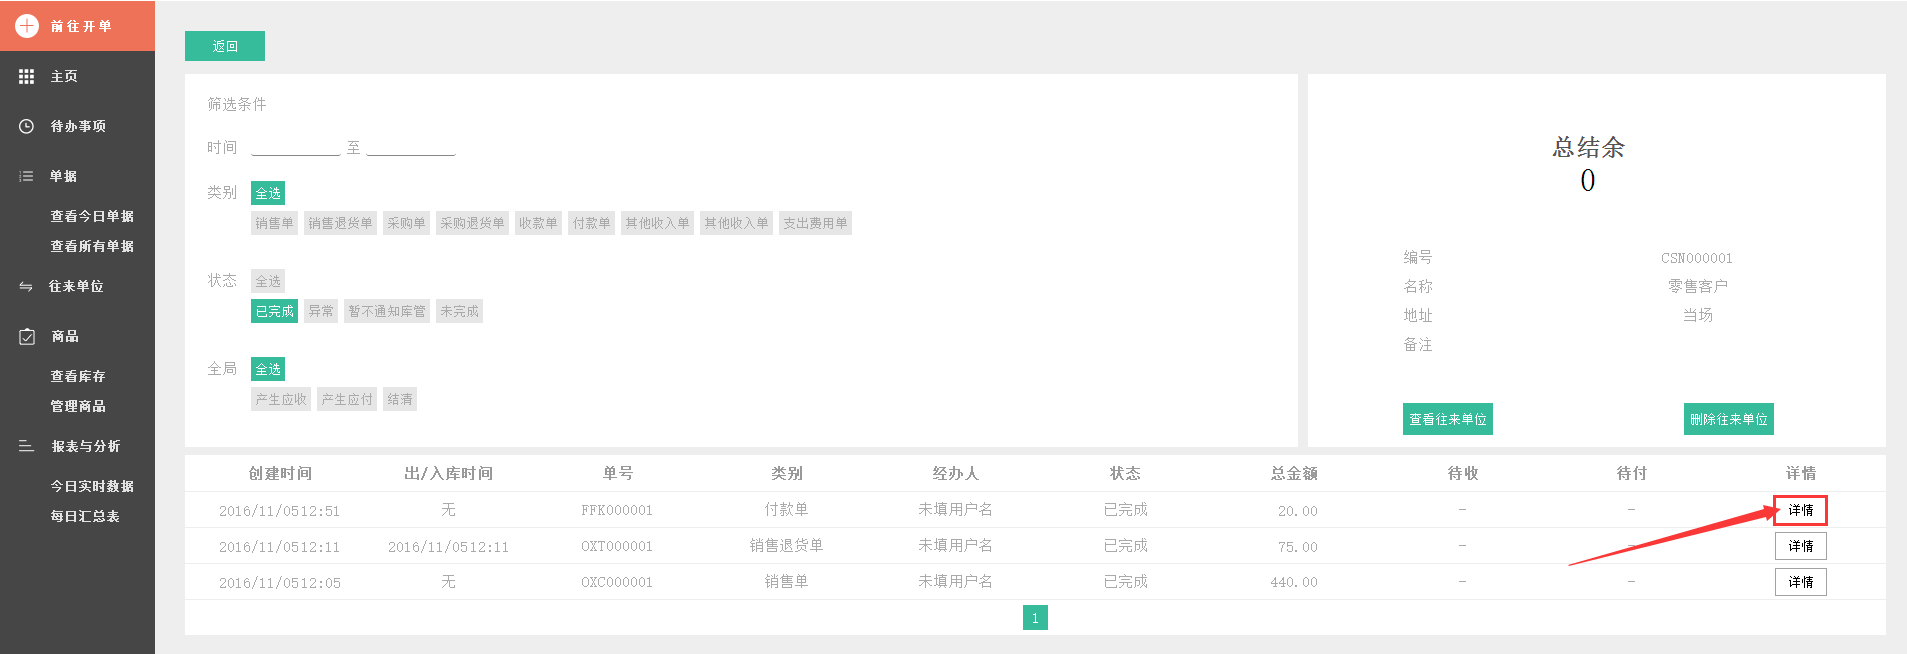 前往开单
主页
待办事项
单据
查看今日单据
查看所有单据
往来单位
商品
查看库存
管理商品
报表与分析
今日实时数据
每日汇总表
返回
筛选条件
时间 至
类别 全选
销售单 销售退货单 采购单 采购退货单 收款单 付款单 其他收入单 其他收入单 支出费用单
状态 全选
已完成 异常 暂不通知库管 未完成
全局 全选
产生应收 产生应付 结清
总结余
0
编号 CSN000001
名称 零售客户
地址 当场
备注
查看往来单位 删除往来单位
创建时间 出/入库时间 单号 类别 经办人 状态 总金额 待收 待付 详情
2016/11/0512:51 无 FFK000001 付款单 未填用户名 已完成 20.00 - - 详情
2016/11/0512:11 2016/11/0512:11 OXT000001 销售退货单 未填用户名 已完成 75.00 - - 详情
2016/11/0512:05 无 OXC000001 销售单 未填用户名 已完成 440.00 - - 详情
1